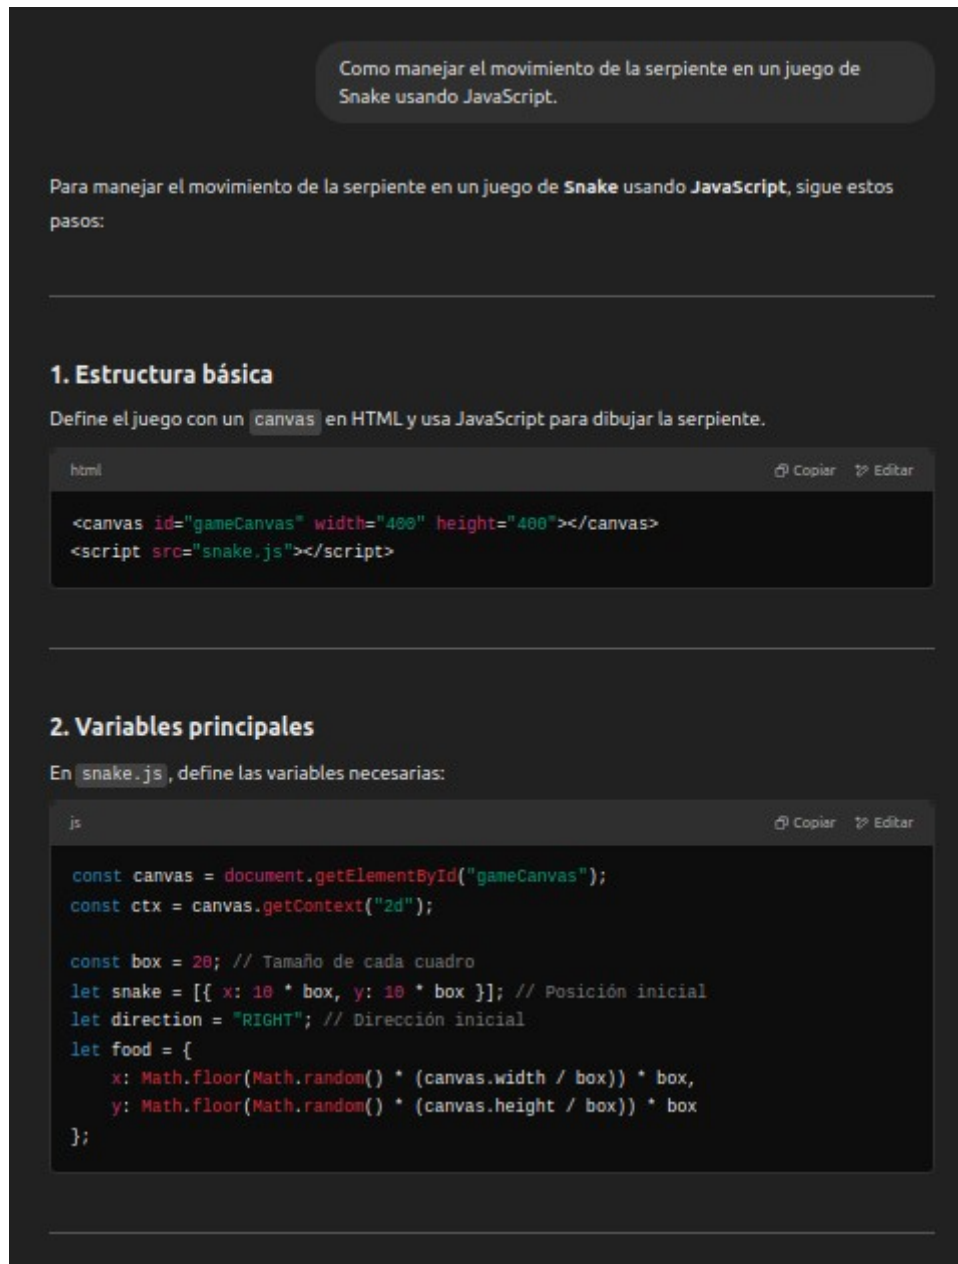 Como manejar el movimiento de la serpiente en un juego de
Snake usando JavaScript.
Para manejar el movimiento de la serpiente en un juego de Snake usando JavaScript, sigue estos
pasos:
1. Estructura básica
Define el juego con un canvas en HTML y usa JavaScript para dibujar la serpiente.
html Copiar Editar
<canvas id="gameCanvas" width="400" height="400"></canvas>
<script src="snake.js"></script>
2. Variables principales
En snake.js, define las variables necesarias:
js Copiar Editar
const canvas = document.getElementById("gameCanvas");
const ctx = canvas.getContext("2d");
const box = 20; // Tamaño de cada cuadro
let snake = [{ x: 10 * box, y: 10 * box }]; // Posición inicial
let direction = "RIGHT"; // Dirección inicial
let food = {
x: Math.floor(Math.random() * (canvas.width / box)) * box,
y: Math.floor(Math.random() * (canvas.height / box)) * box
};